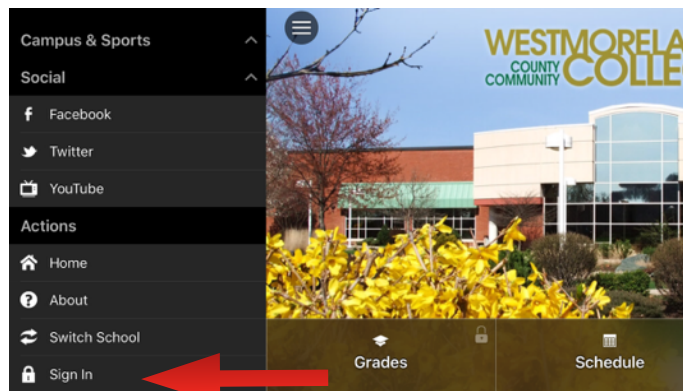 Campus & Sports
Social
Facebook
Twitter
YouTube
Actions
Home
About
Switch School
Sign In
WESTMORELA
COUNTY
COMMUNITY COLLE
Grades
Schedule